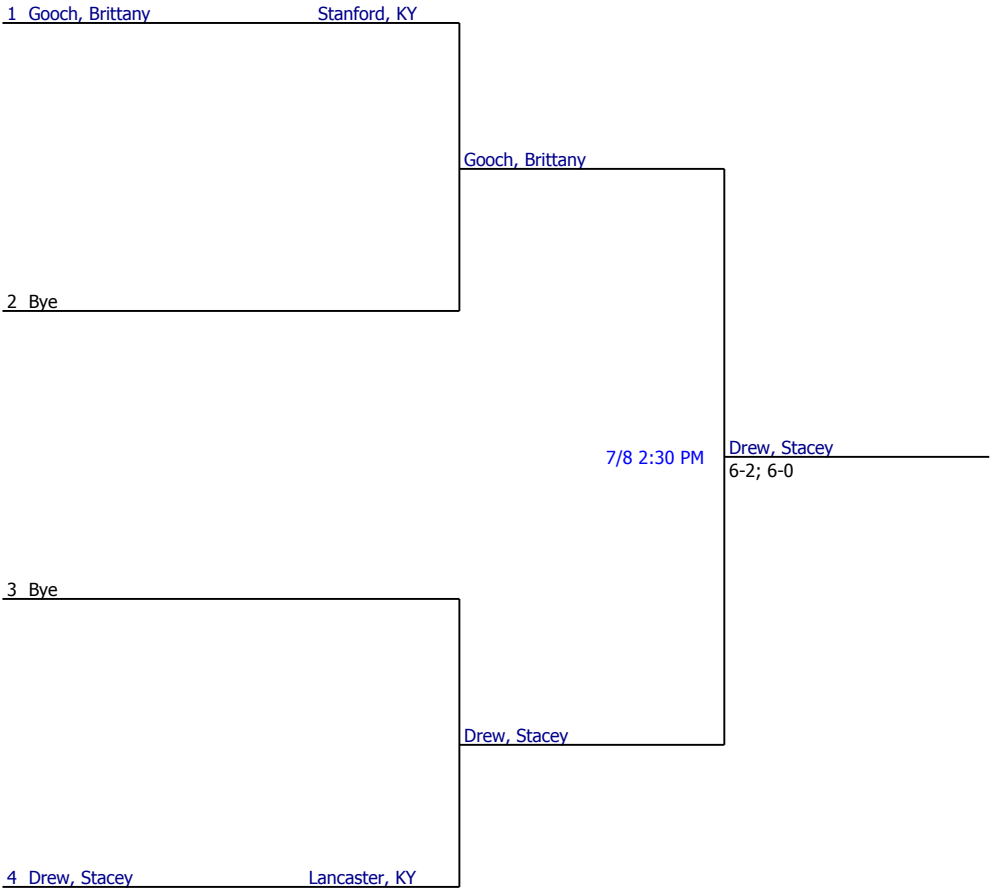 1 Gooch, Brittany Stanford, KY
Gooch, Brittany
2 Bye
7/8 2:30 PM
Drew, Stacey
6-2; 6-0
3 Bye
Drew, Stacey
4 Drew, Stacey Lancaster, KY